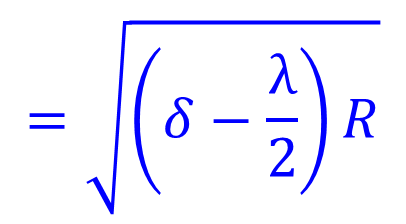 = √((δ − λ/2) R)